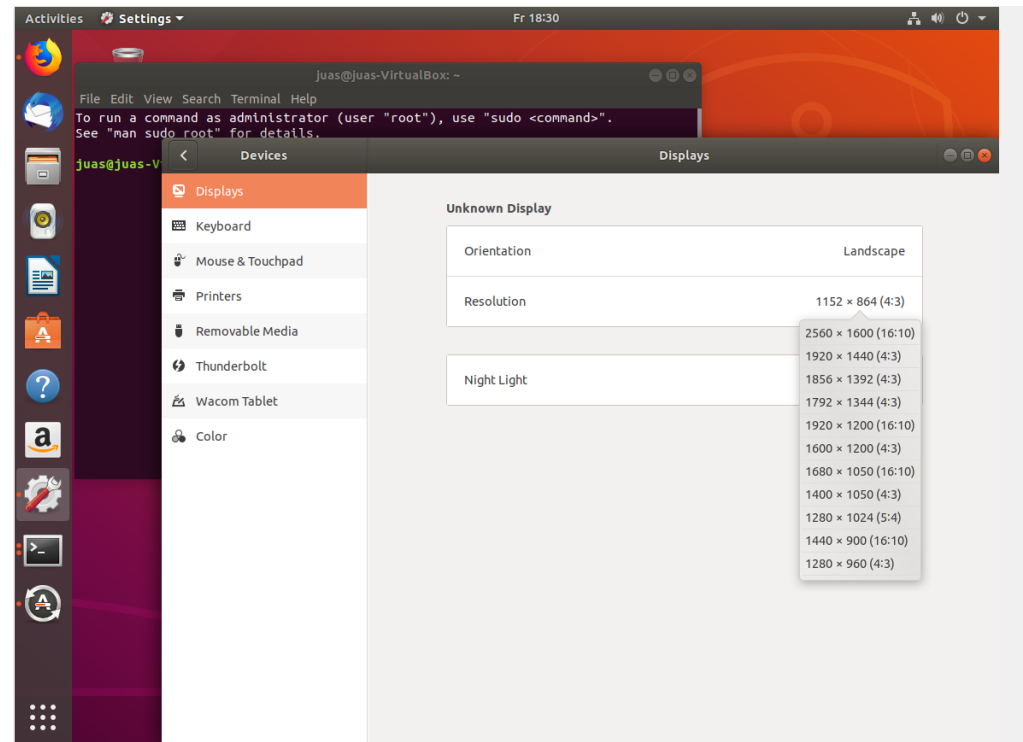 Activities Settings Fr 18:30
juas@juas-VirtualBox: ~
File Edit View Search Terminal Help
To run a command as administrator (user "root"), use "sudo <command>".
See "man sudo root" for details.
juas@juas-V
Devices
Displays
Displays
Keyboard
Mouse & Touchpad
Printers
Removable Media
Thunderbolt
Wacom Tablet
Color
Unknown Display
Orientation Landscape
Resolution 1152 × 864 (4:3)
Night Light
2560 × 1600 (16:10)
1920 × 1440 (4:3)
1856 × 1392 (4:3)
1792 × 1344 (4:3)
1920 × 1200 (16:10)
1600 × 1200 (4:3)
1680 × 1050 (16:10)
1400 × 1050 (4:3)
1280 × 1024 (5:4)
1440 × 900 (16:10)
1280 × 960 (4:3)